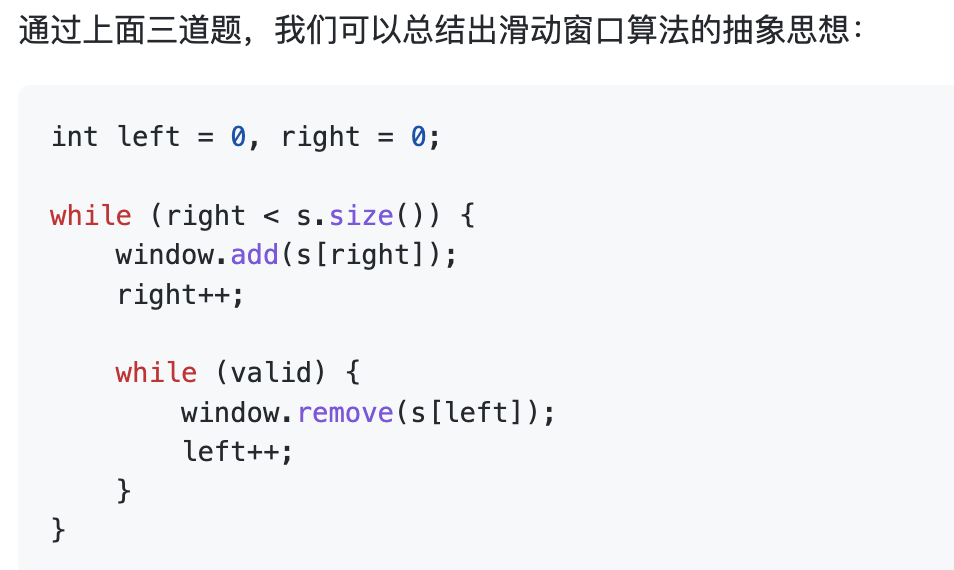 通过上面三道题，我们可以总结出滑动窗口算法的抽象思想：
int left = 0, right = 0;
while (right < s.size()) {
    window.add(s[right]);
    right++;
    while (valid) {
        window.remove(s[left]);
        left++;
    }
}